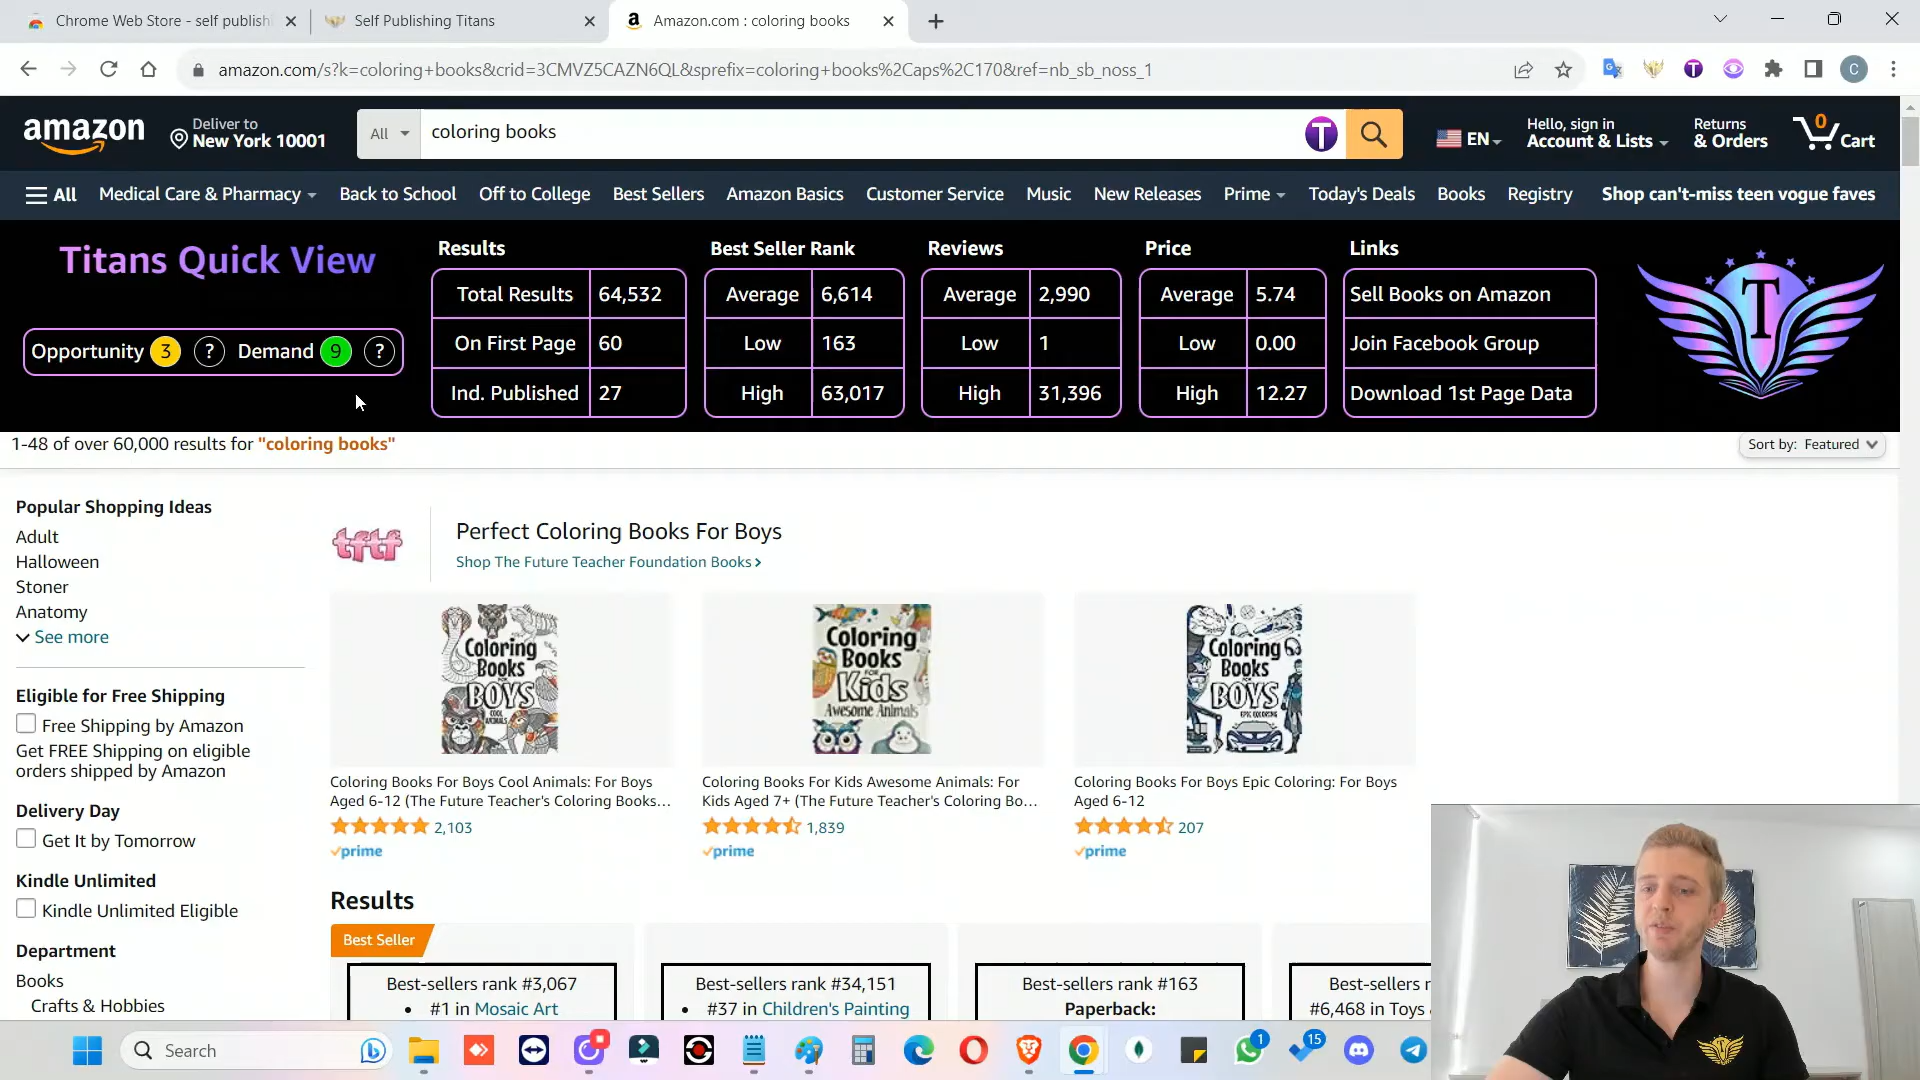 Chrome Web Store - self publish
Self Publishing Titans
Amazon.com : coloring books
amazon.com/s?k=coloring+books&crid=3CMVZ5CAZN6QL&sprefix=coloring+books%2Caps%2C170&ref=nb_sb_noss_1
C
amazon
Deliver to
New York 10001
All
coloring books
T
EN
Hello, sign in
Account & Lists
Returns
& Orders
0
Cart
All
Medical Care & Pharmacy
Back to School
Off to College
Best Sellers
Amazon Basics
Customer Service
Music
New Releases
Prime
Today's Deals
Books
Registry
Shop can't-miss teen vogue faves
Titans Quick View
Opportunity 3 ? Demand 9 ?
Results
Total Results 64,532
On First Page 60
Ind. Published 27
Best Seller Rank
Average 6,614
Low 163
High 63,017
Reviews
Average 2,990
Low 1
High 31,396
Price
Average 5.74
Low 0.00
High 12.27
Links
Sell Books on Amazon
Join Facebook Group
Download 1st Page Data
T
1-48 of over 60,000 results for "coloring books"
Sort by: Featured
Popular Shopping Ideas
Adult
Halloween
Stoner
Anatomy
See more
Eligible for Free Shipping
Free Shipping by Amazon
Get FREE Shipping on eligible
orders shipped by Amazon
Delivery Day
Get It by Tomorrow
Kindle Unlimited
Kindle Unlimited Eligible
Department
Books
Crafts & Hobbies
tftf
Perfect Coloring Books For Boys
Shop The Future Teacher Foundation Books
Coloring
Books
FOR
BOYS
COOL
ANIMALS
Coloring Books For Boys Cool Animals: For Boys
Aged 6-12 (The Future Teacher's Coloring Books...
2,103
prime
Coloring
Books
FOR
Kids
Awesome Animals
Coloring Books For Kids Awesome Animals: For
Kids Aged 7+ (The Future Teacher's Coloring Bo...
1,839
prime
Coloring
Books
FOR
BOYS
EPIC COLORING
Coloring Books For Boys Epic Coloring: For Boys
Aged 6-12
207
prime
Results
Best Seller
Best-sellers rank #3,067
#1 in Mosaic Art
Best-sellers rank #34,151
#37 in Children's Painting
Best-sellers rank #163
Paperback:
Best-sellers r
#6,468 in Toys
Search
1
15